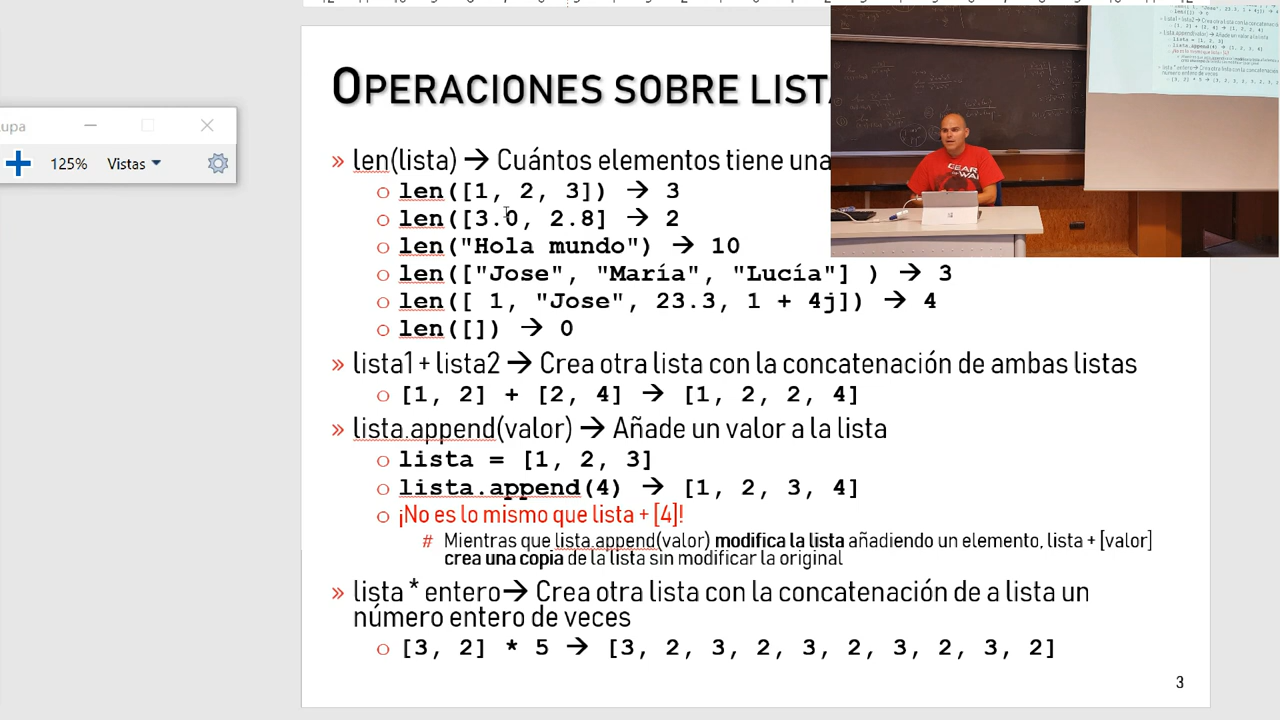 upa
125% Vistas
OPERACIONES SOBRE LISTA
» len(lista) → Cuántos elementos tiene una
o len([1, 2, 3]) → 3
o len([3.0, 2.8] → 2
o len("Hola mundo") → 10
o len(["Jose", "María", "Lucía"] ) → 3
o len([ 1, "Jose", 23.3, 1 + 4j]) → 4
o len([]) → 0
» lista1 + lista2 → Crea otra lista con la concatenación de ambas listas
o [1, 2] + [2, 4] → [1, 2, 2, 4]
» lista.append(valor) → Añade un valor a la lista
o lista = [1, 2, 3]
o lista.append(4) → [1, 2, 3, 4]
o ¡No es lo mismo que lista + [4]!
# Mientras que lista.append(valor) modifica la lista añadiendo un elemento, lista + [valor]
crea una copia de la lista sin modificar la original
» lista * entero→ Crea otra lista con la concatenación de a lista un
número entero de veces
o [3, 2] * 5 → [3, 2, 3, 2, 3, 2, 3, 2, 3, 2]
3
GEAR
OF WA